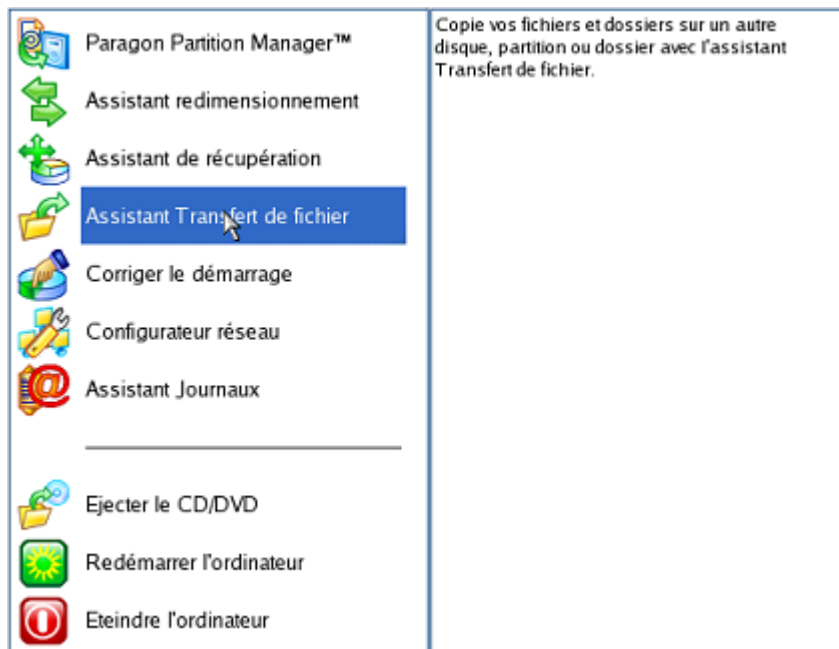 Paragon Partition Manager™
Assistant redimensionnement
Assistant de récupération
Assistant Transfert de fichier
Corriger le démarrage
Configurateur réseau
Assistant Journaux
Ejecter le CD/DVD
Redémarrer l'ordinateur
Eteindre l'ordinateur
Copie vos fichiers et dossiers sur un autre
disque, partition ou dossier avec l'assistant
Transfert de fichier.